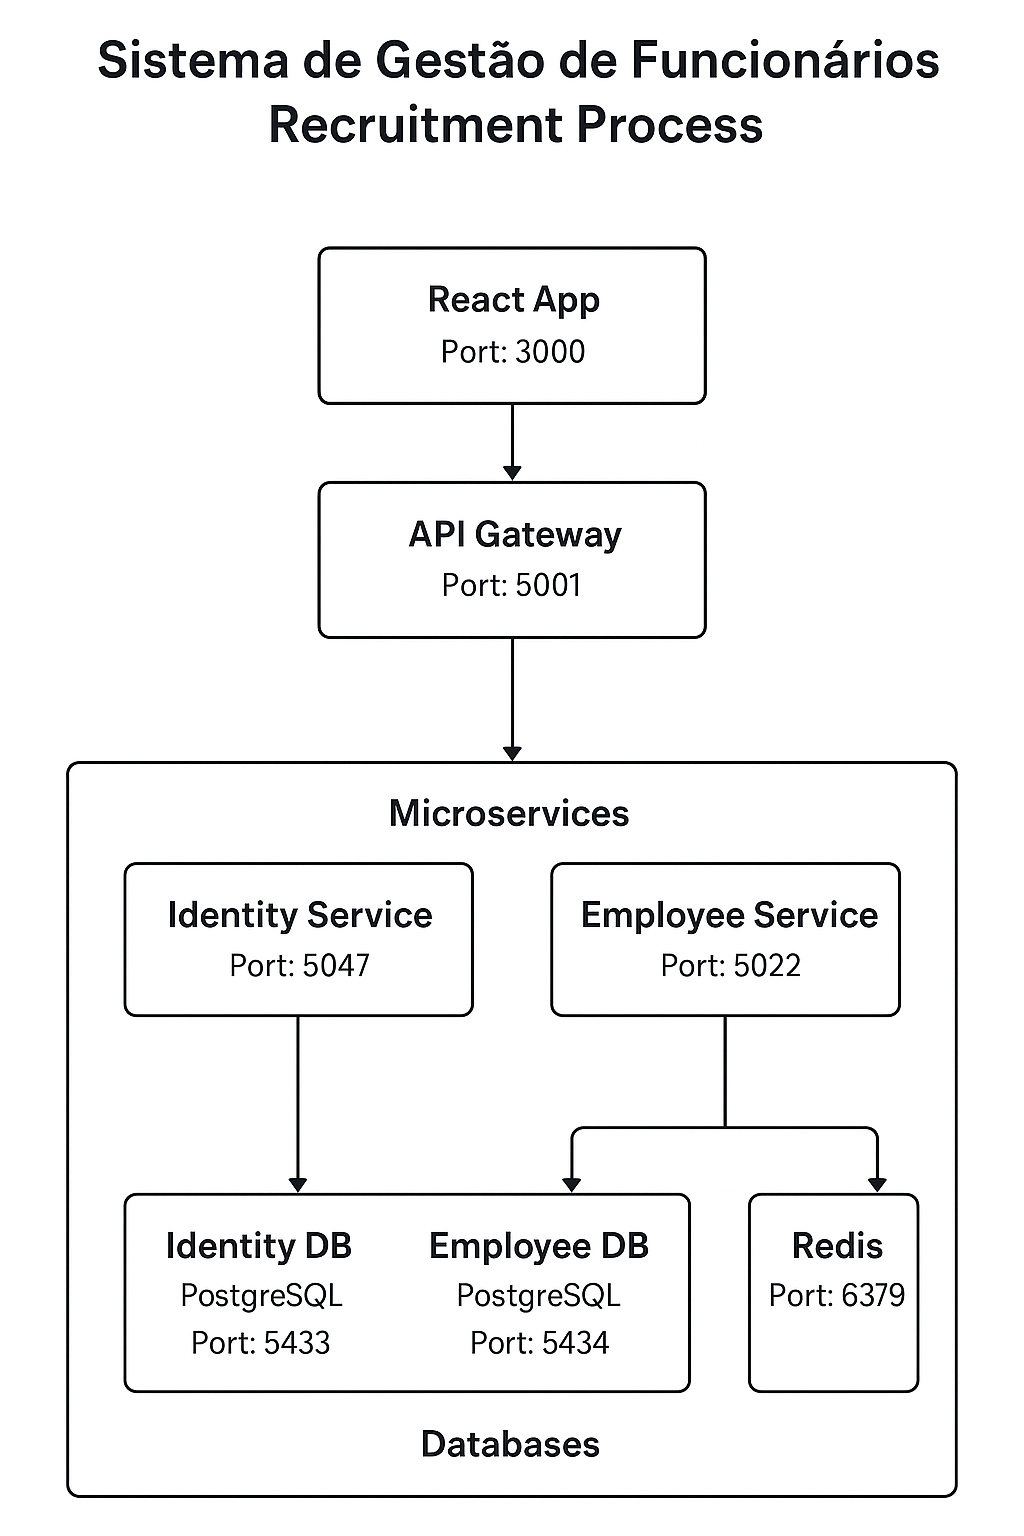 Sistema de Gestão de Funcionários
Recruitment Process
React App
Port: 3000
API Gateway
Port: 5001
Microservices
Identity Service
Port: 5047
Employee Service
Port: 5022
Identity DB
PostgreSQL
Port: 5433
Employee DB
PostgreSQL
Port: 5434
Redis
Port: 6379
Databases